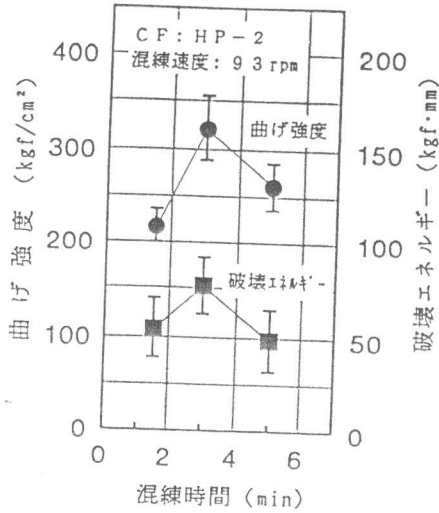 CF:HP-2
混練速度:93rpm
曲げ強度
破壊エネルギー
400
300
200
100
0
曲げ強度 (kgf/cm²)
200
150
100
50
0
破壊エネルギー (kgf·mm)
0
2
4
6
混練時間 (min)